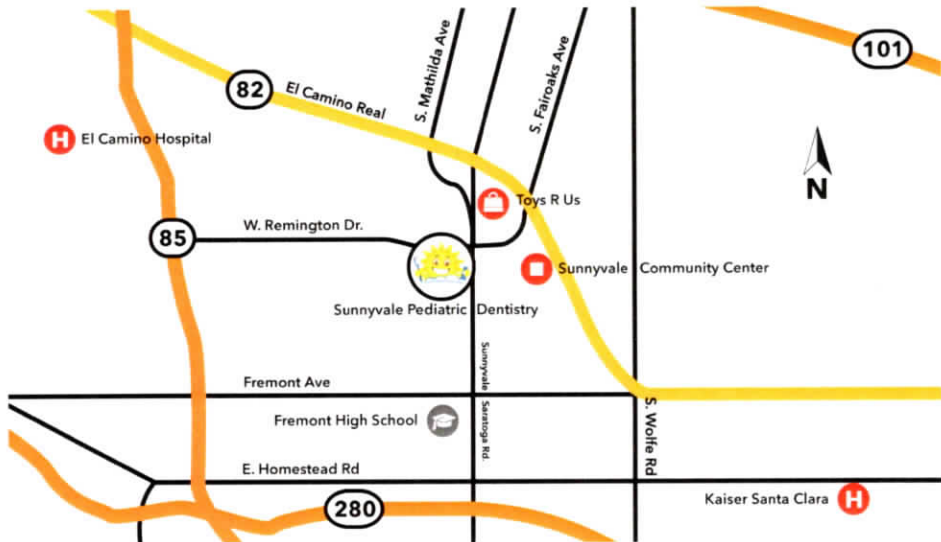 101
82
El Camino Real
S. Mathilda Ave
S. Fairoaks Ave
H
El Camino Hospital
N
Toys R Us
W. Remington Dr.
85
Sunnyvale Community Center
Sunnyvale Pediatric Dentistry
Sunnyvale Saratoga Rd.
Fremont Ave
S. Wolfe Rd
Fremont High School
E. Homestead Rd
Kaiser Santa Clara
H
280